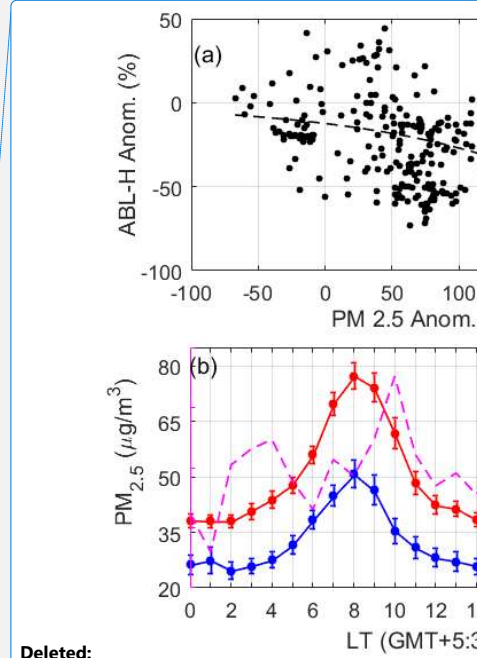 (a)
ABL-H Anom. (%)
50
0
-50
-100
-100 -50 0 50 100
PM 2.5 Anom.
(b)
PM2.5 (μg/m3)
80
65
50
35
20
0 2 4 6 8 10 12
LT (GMT+5:3
Deleted: